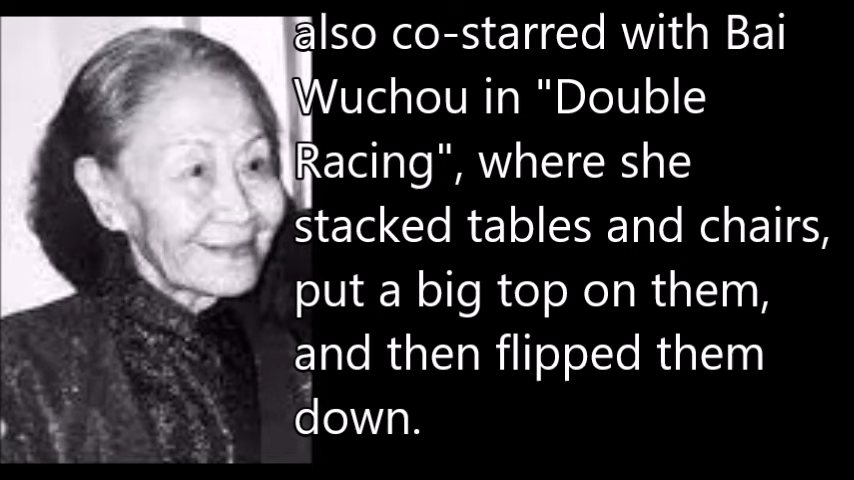 also co-starred with Bai
Wuchou in "Double
Racing", where she
stacked tables and chairs,
put a big top on them,
and then flipped them
down.